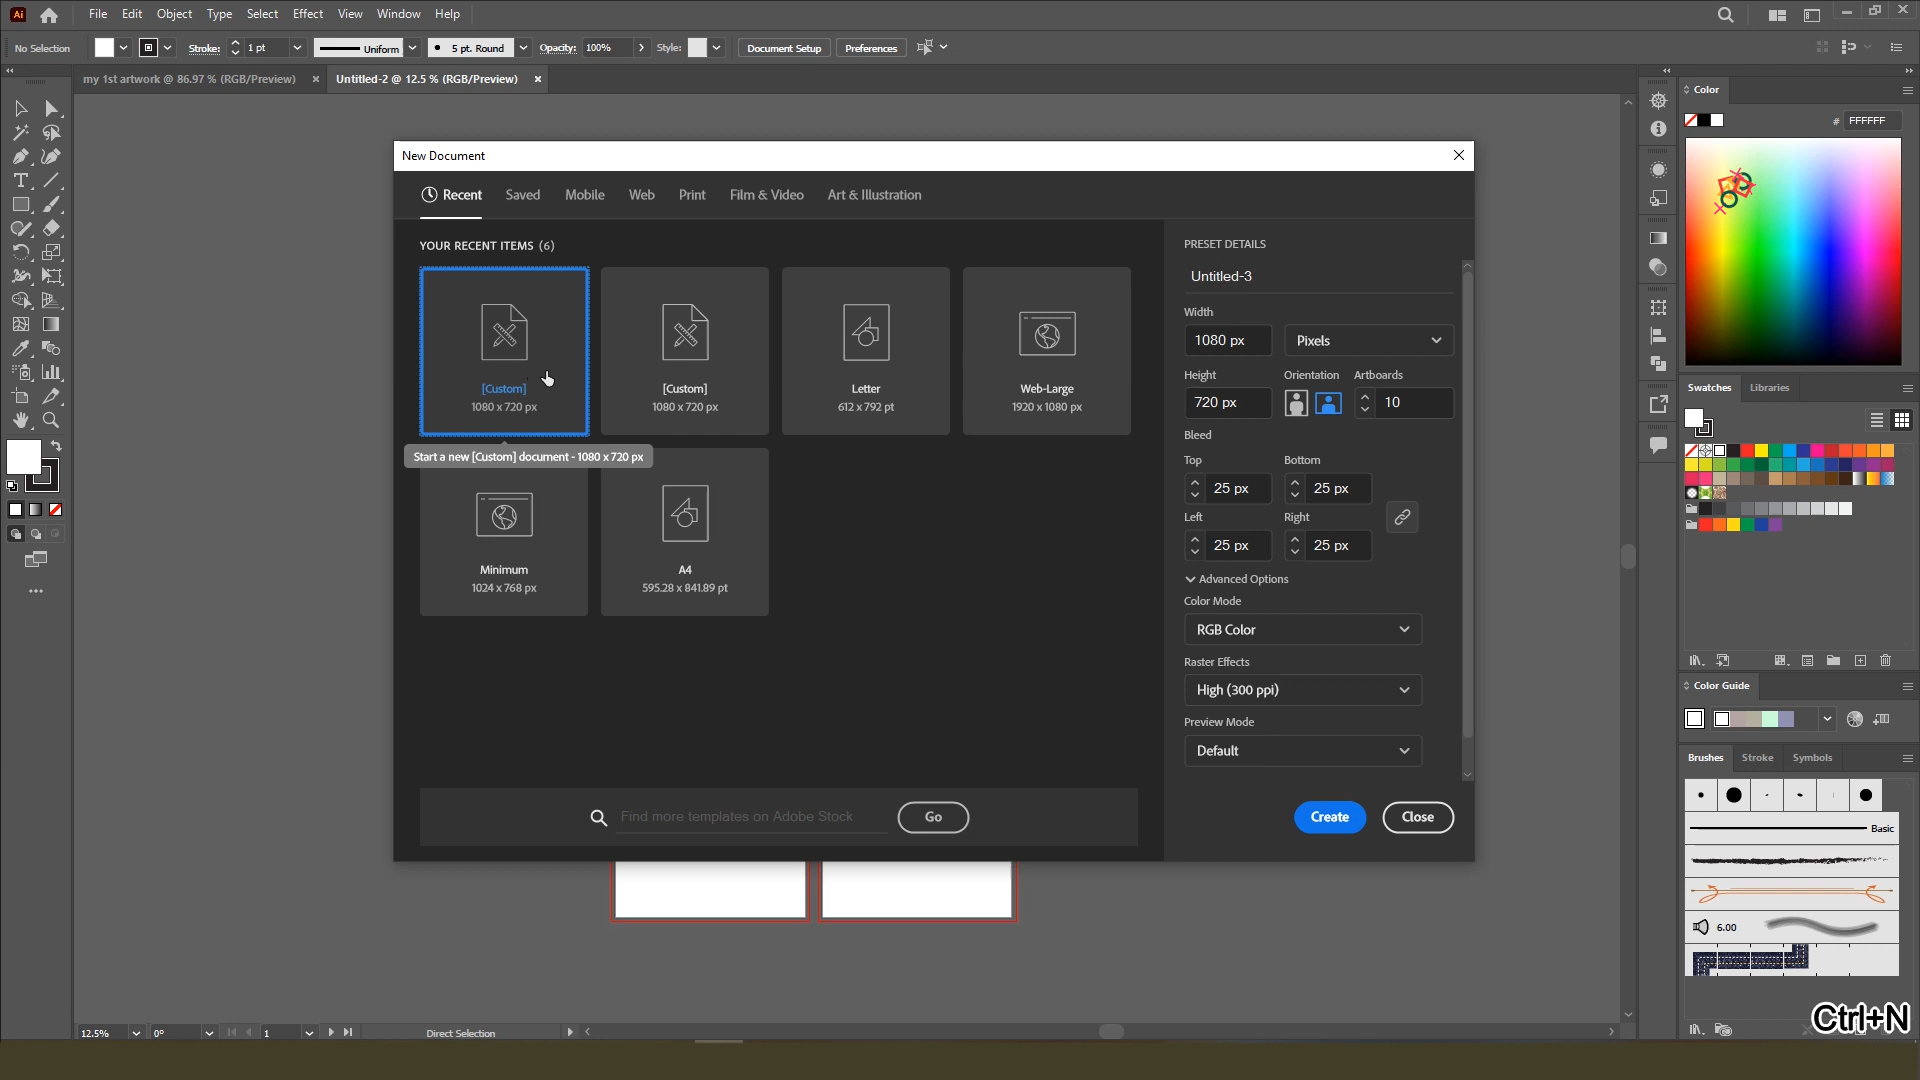 Ai File Edit Object Type Select Effect View Window Help
No Selection Stroke: 1 pt Uniform 5 pt. Round Opacity: 100% Style: Document Setup Preferences
my 1st artwork @ 86.97 % (RGB/Preview) × Untitled-2 @ 12.5 % (RGB/Preview) ×
Color
# FFFFFF
New Document
Recent Saved Mobile Web Print Film & Video Art & Illustration
YOUR RECENT ITEMS (6)
[Custom]
1080 x 720 px
[Custom]
1080 x 720 px
Letter
612 x 792 pt
Web-Large
1920 x 1080 px
Start a new [Custom] document - 1080 x 720 px
Minimum
1024 x 768 px
A4
595.28 x 841.89 pt
Find more templates on Adobe Stock Go
PRESET DETAILS
Untitled-3
Width
1080 px Pixels
Height Orientation Artboards
720 px 10
Bleed
Top Bottom
25 px 25 px
Left Right
25 px 25 px
Advanced Options
Color Mode
RGB Color
Raster Effects
High (300 ppi)
Preview Mode
Default
Create Close
Swatches Libraries
Color Guide
Brushes Stroke Symbols
Basic
6.00
12.5% 0° 1 Direct Selection
Ctrl+N